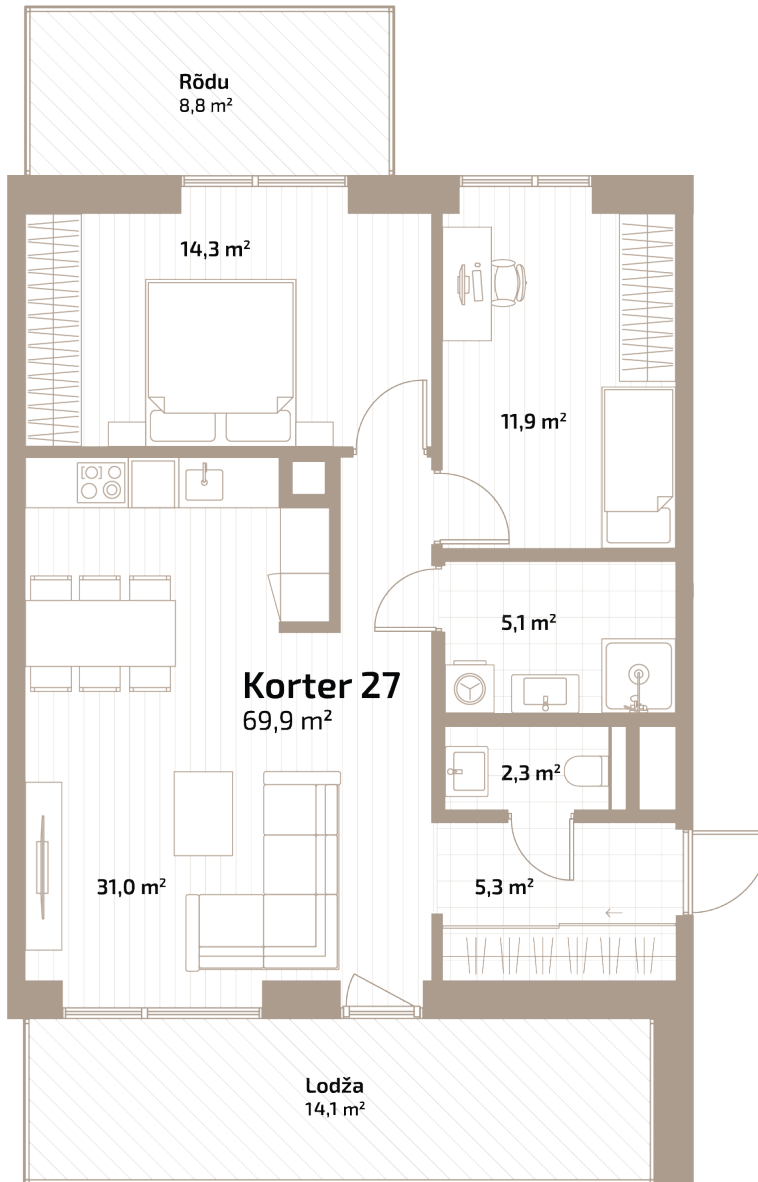 Rõdu
8,8 m²
14,3 m²
11,9 m²
5,1 m²
Korter 27
69,9 m²
2,3 m²
31,0 m²
5,3 m²
Lodža
14,1 m²